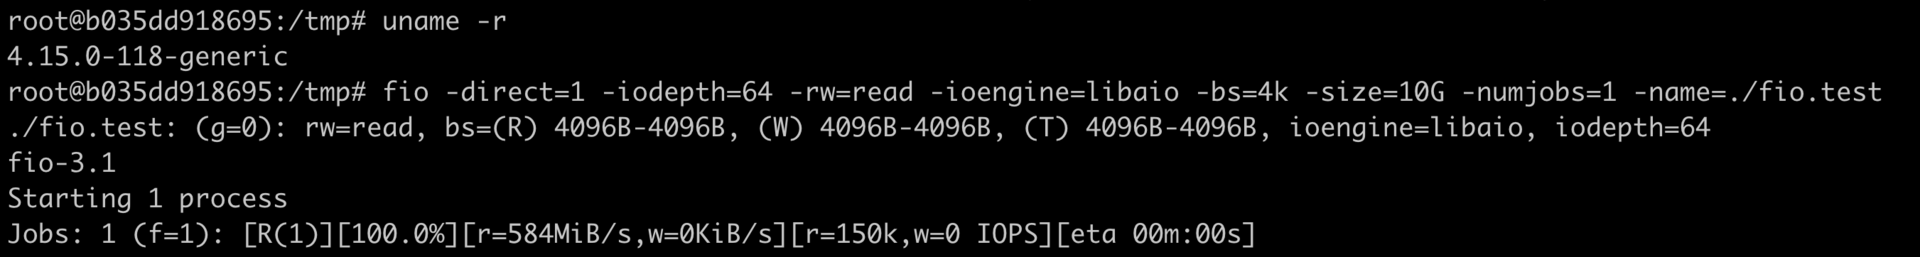 root@b035dd918695:/tmp# uname -r
4.15.0-118-generic
root@b035dd918695:/tmp# fio -direct=1 -iodepth=64 -rw=read -ioengine=libaio -bs=4k -size=10G -numjobs=1 -name=./fio.test
./fio.test: (g=0): rw=read, bs=(R) 4096B-4096B, (W) 4096B-4096B, (T) 4096B-4096B, ioengine=libaio, iodepth=64
fio-3.1
Starting 1 process
Jobs: 1 (f=1): [R(1)][100.0%][r=584MiB/s,w=0KiB/s][r=150k,w=0 IOPS][eta 00m:00s]